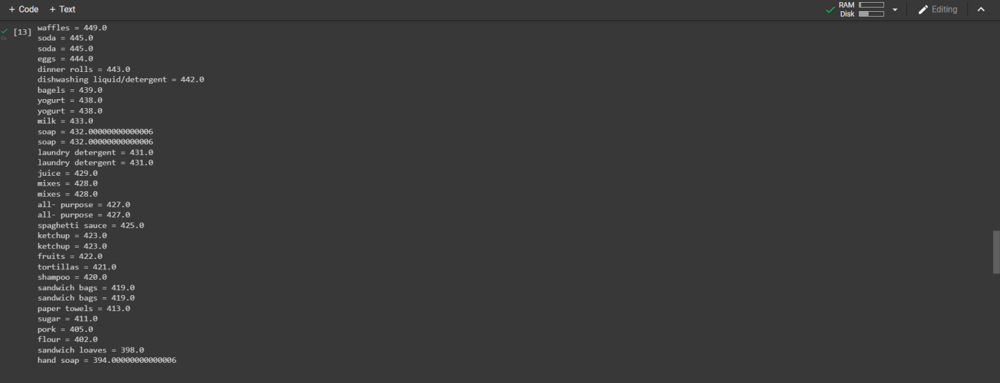 + Code + Text
RAM
Disk
Editing
[13]
waffles = 449.0
soda = 445.0
soda = 445.0
eggs = 444.0
dinner rolls = 443.0
dishwashing liquid/detergent = 442.0
bagels = 439.0
yogurt = 438.0
yogurt = 438.0
milk = 433.0
soap = 432.00000000000006
soap = 432.00000000000006
laundry detergent = 431.0
laundry detergent = 431.0
juice = 429.0
mixes = 428.0
mixes = 428.0
all- purpose = 427.0
all- purpose = 427.0
spaghetti sauce = 425.0
ketchup = 423.0
ketchup = 423.0
fruits = 422.0
tortillas = 421.0
shampoo = 420.0
sandwich bags = 419.0
sandwich bags = 419.0
paper towels = 413.0
sugar = 411.0
pork = 405.0
flour = 402.0
sandwich loaves = 398.0
hand soap = 394.00000000000006